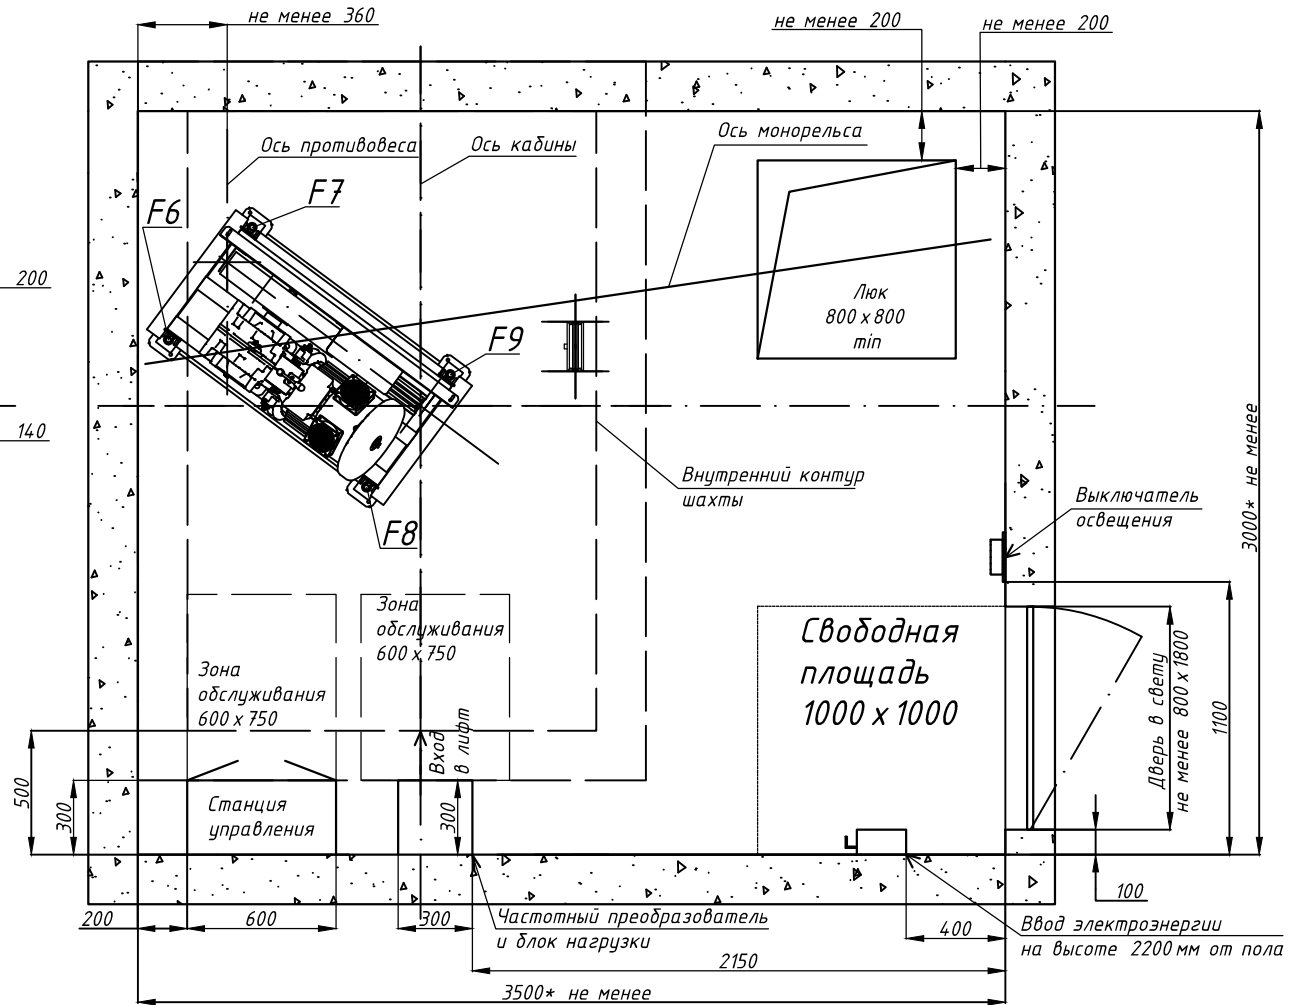 не менее 360
не менее 200
не менее 200
Ось противовеса
Ось кабины
Ось монорельса
F7
F6
200
Люк
800 x 800
min
F9
140
Внутренний контур
шахты
3000* не менее
Выключатель
освещения
F8
Зона
обслуживания
600 x 750
Зона
обслуживания
600 x 750
Свободная
площадь
1000 x 1000
Дверь в свету
не менее 800 x 1800
1100
Вход
в лифт
500
300
Станция
управления
300
100
200
600
300
Частотный преобразователь
и блок нагрузки
400
Ввод электроэнергии
на высоте 2200 мм от пола
2150
3500* не менее